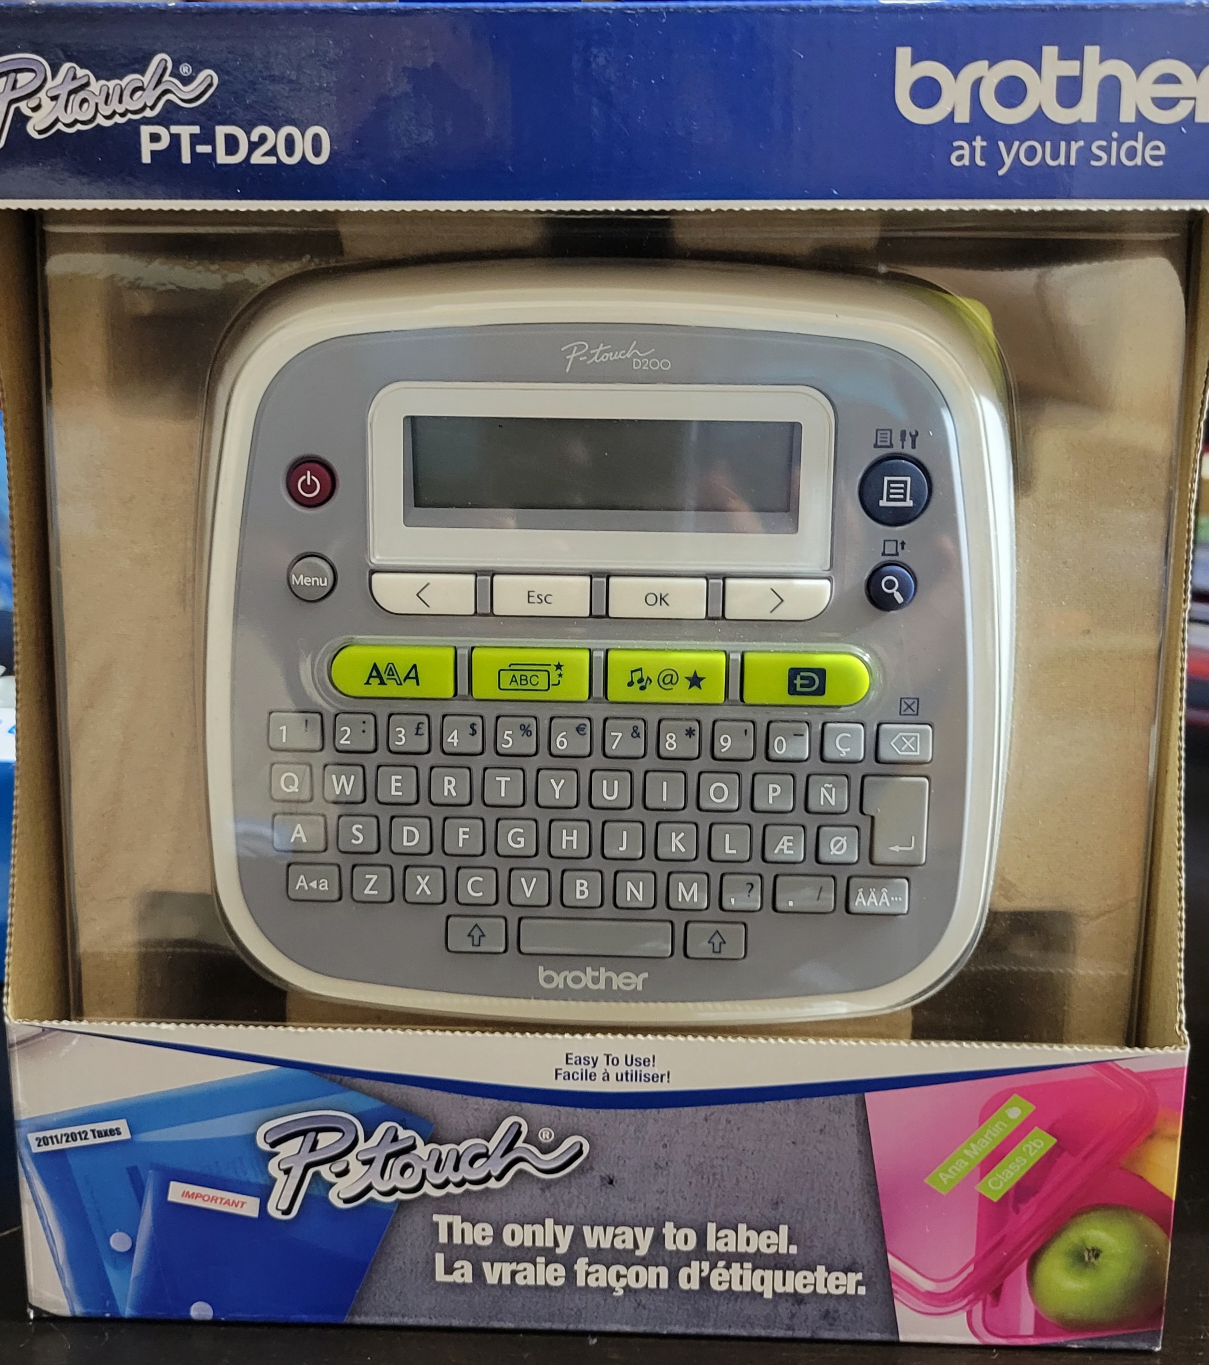 P-touch®
PT-D200
brother
at your side
P-touch
D200
Menu
< Esc OK >
AAA ABC @ Đ
1 ! 2 : 3 £ 4 $ 5 % 6 € 7 & 8 * 9 ' 0 - Ç
Q W E R T Y U I O P Ñ
A S D F G H J K L Æ Ø
A◂a Z X C V B N M , ? . / ÁÄÂ···
brother
Easy To Use!
Facile à utiliser!
2011/2012 Taxes
IMPORTANT
P-touch®
The only way to label.
La vraie façon d'étiqueter.
Ana Martin
Class 2b